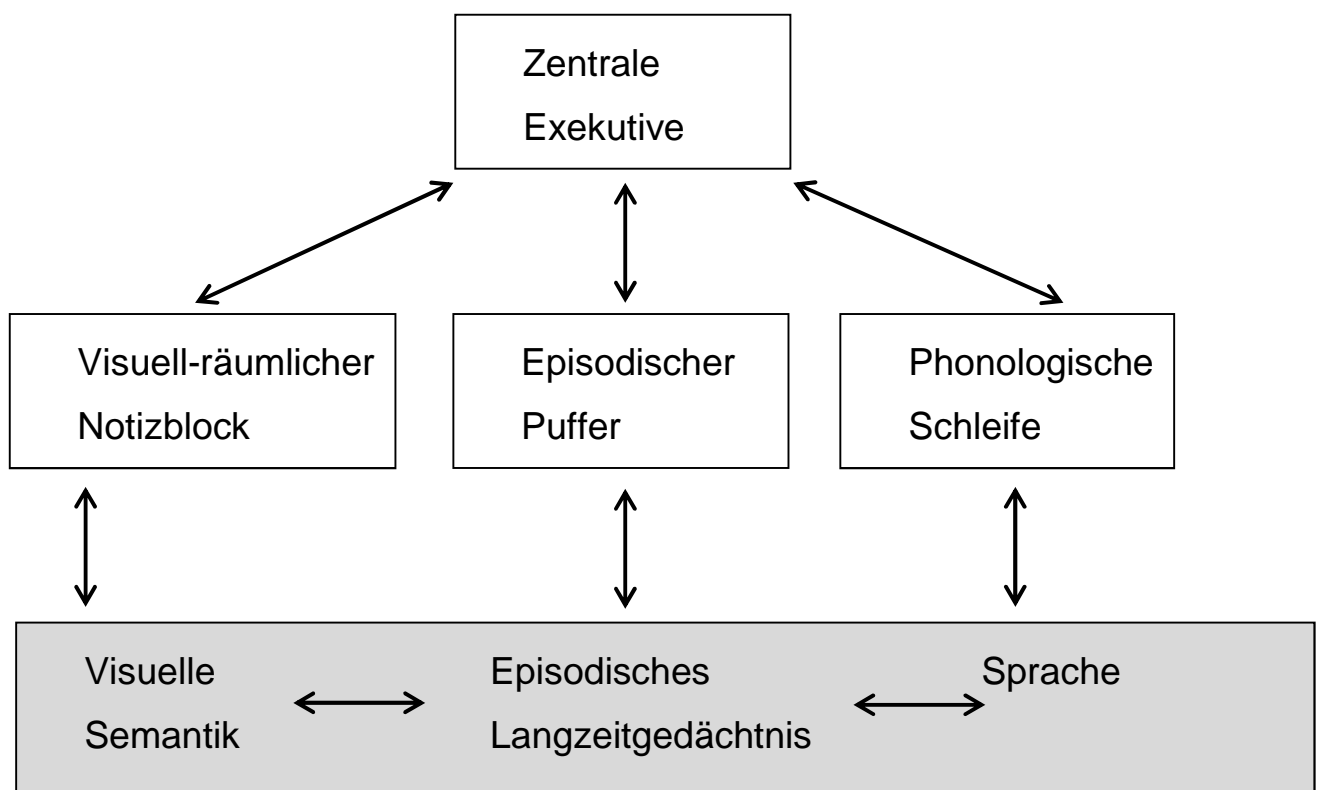 Zentrale
Exekutive
Visuell-räumlicher
Notizblock
Episodischer
Puffer
Phonologische
Schleife
Visuelle
Semantik
Episodisches
Langzeitgedächtnis
Sprache